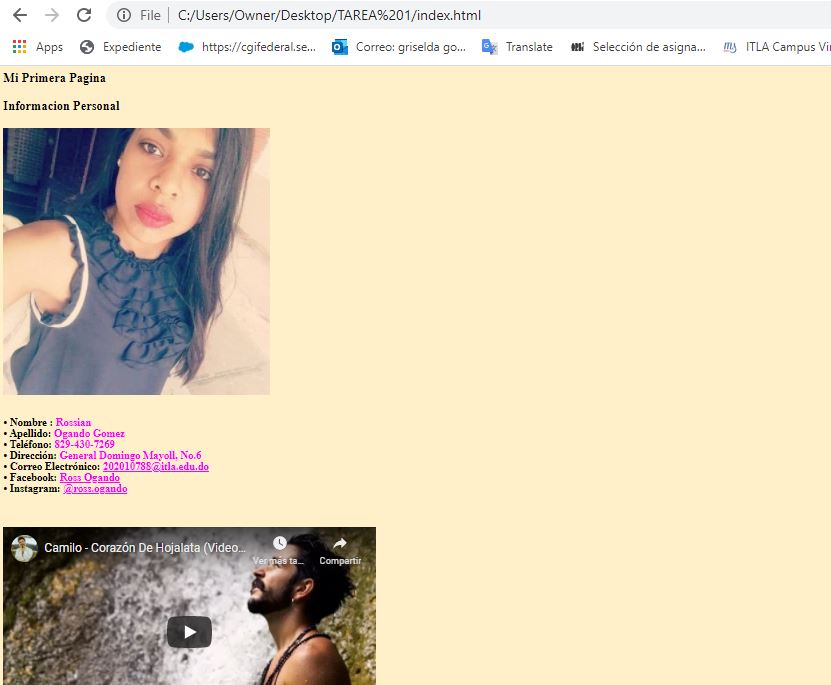 File | C:/Users/Owner/Desktop/TAREA%201/index.html
Apps Expediente https://cgifederal.se... Correo: griselda go... Translate Selección de asigna... ITLA Campus Vir
Mi Primera Pagina
Informacion Personal
• Nombre : Rossian
• Apellido: Ogando Gomez
• Teléfono: 829-430-7269
• Dirección: General Domingo Mayoll, No.6
• Correo Electrónico: 202010788@itla.edu.do
• Facebook: Ross Ogando
• Instagram: @ross.ogando
Camilo - Corazón De Hojalata (Video...
Ver más ta... Compartir